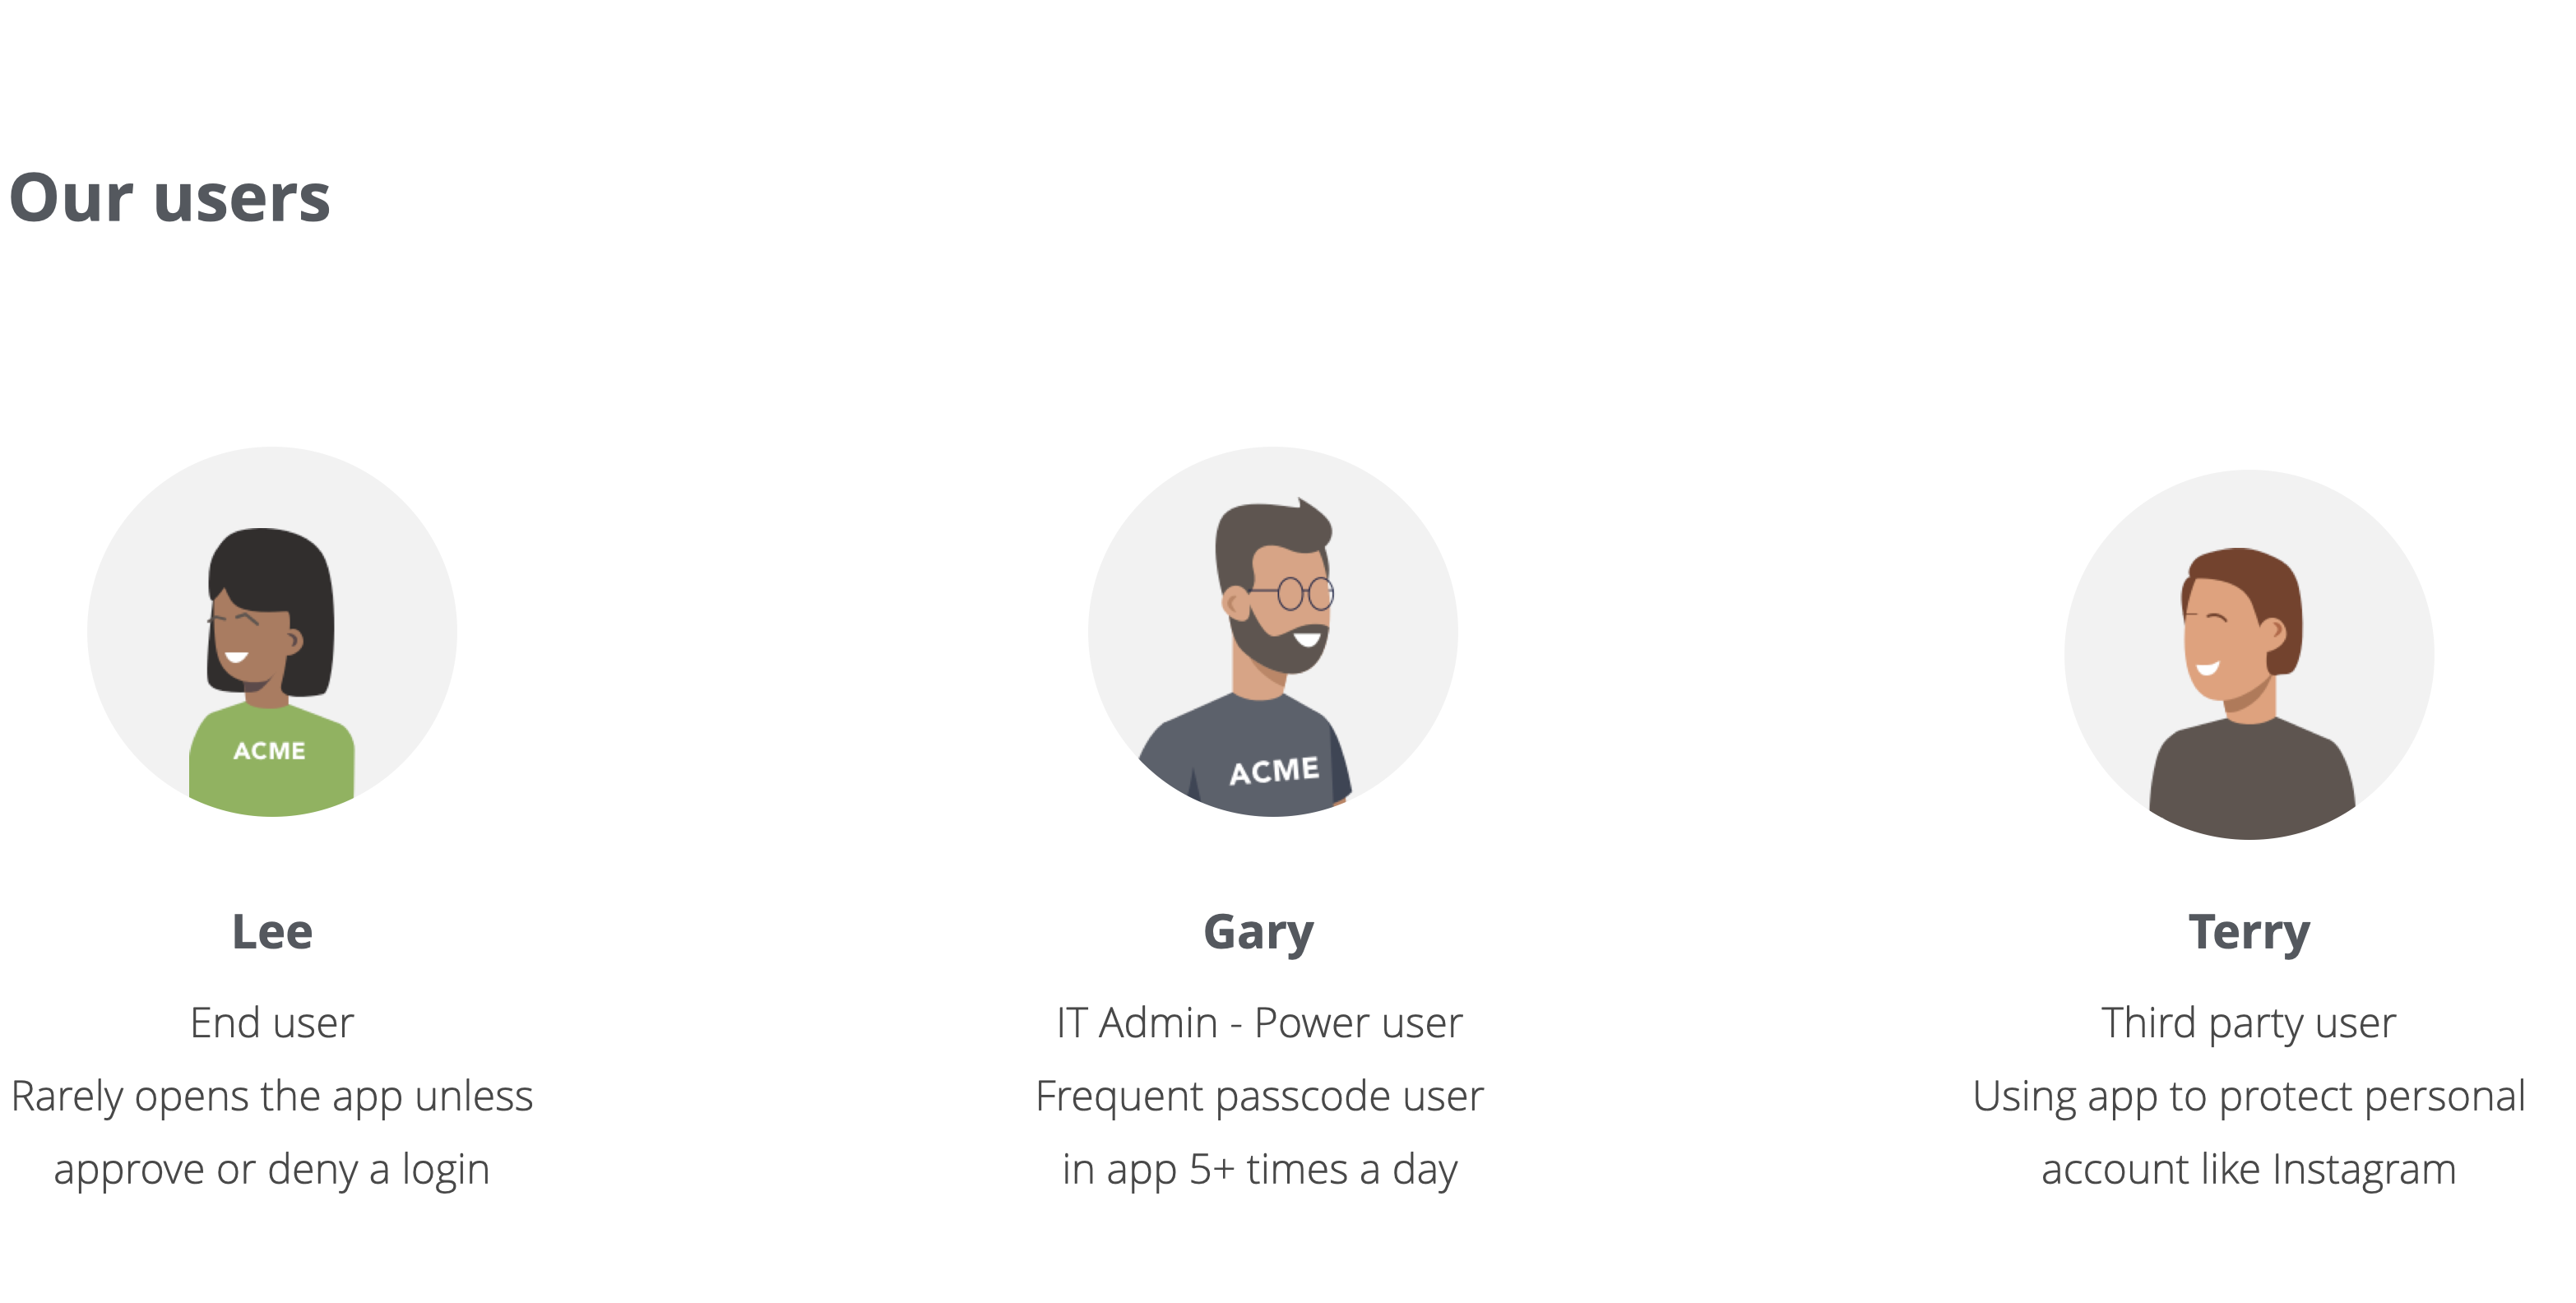 Our users
ACME
ACME
Lee
Gary
Terry
End user
Rarely opens the app unless
approve or deny a login
IT Admin - Power user
Frequent passcode user
in app 5+ times a day
Third party user
Using app to protect personal
account like Instagram